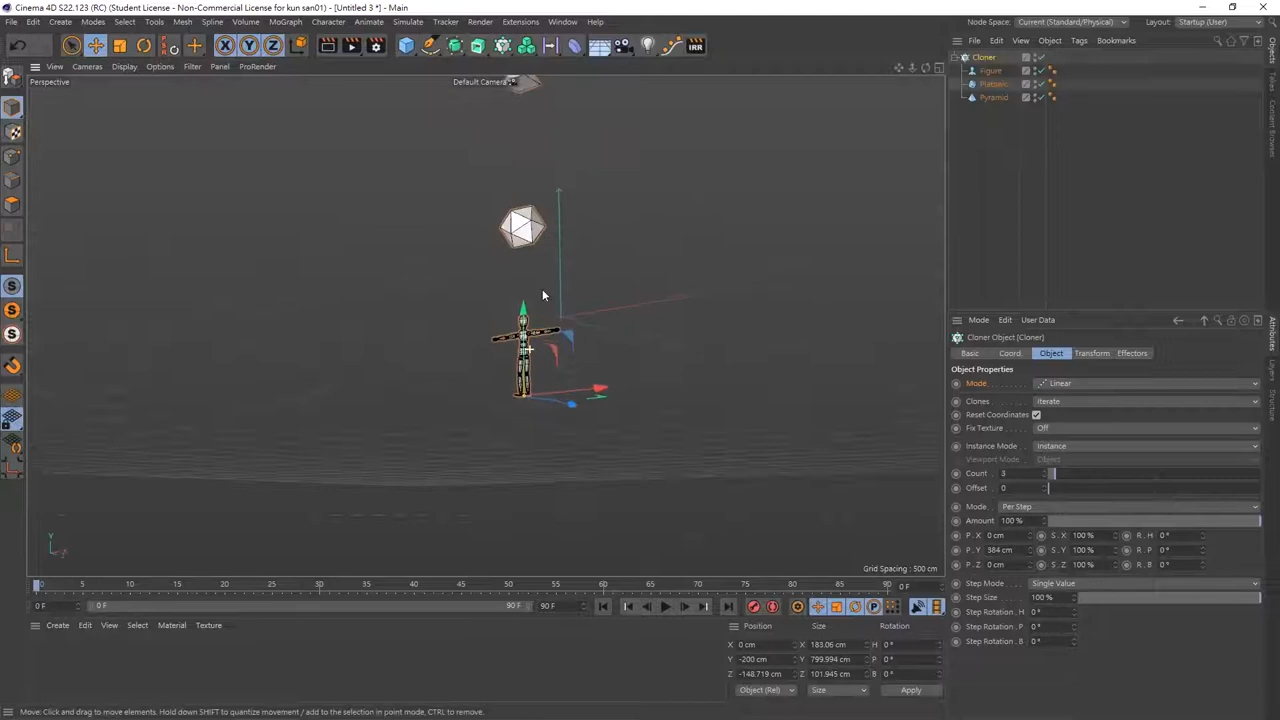 Cinema 4D S22.123 (RC) (Student License - Non-Commercial License for kun san01) - [Untitled 3 *] - Main
File Edit Create Modes Select Tools Mesh Spline Volume MoGraph Character Animate Simulate Tracker Render Extensions Window Help Node Space: Current (Standard/Physical) Layout: Startup (User)
X Y Z IRR File Edit View Object Tags Bookmarks
View Cameras Display Options Filter Panel ProRender
Perspective Default Camera
Cloner
Figure
Platonic
Pyramid
Objects
Takes
Content Browser
Mode Edit User Data
Cloner Object [Cloner]
Basic Coord. Object Transform Effectors
Object Properties
Mode Linear
Clones Iterate
Reset Coordinates
Fix Texture Off
Instance Mode Instance
Viewport Mode Object
Count 3
Offset 0
Mode Per Step
Amount 100 %
P . X 0 cm S . X 100 % R . H 0 °
P . Y 384 cm S . Y 100 % R . P 0 °
P . Z 0 cm S . Z 100 % R . B 0 °
Step Mode Single Value
Step Size 100 %
Step Rotation . H 0 °
Step Rotation . P 0 °
Step Rotation . B 0 °
Attributes
Structure
Y
Grid Spacing : 500 cm
0 5 10 15 20 25 30 35 40 45 50 55 60 65 70 75 80 85 90 0 F
0 F 0 F 90 F 90 F
Create Edit View Select Material Texture
Position Size Rotation
X 0 cm X 183.06 cm H 0 °
Y -200 cm Y 799.994 cm P 0 °
Z -148.719 cm Z 101.945 cm B 0 °
Object (Rel) Size Apply
Move: Click and drag to move elements. Hold down SHIFT to quantize movement / add to the selection in point mode, CTRL to remove.